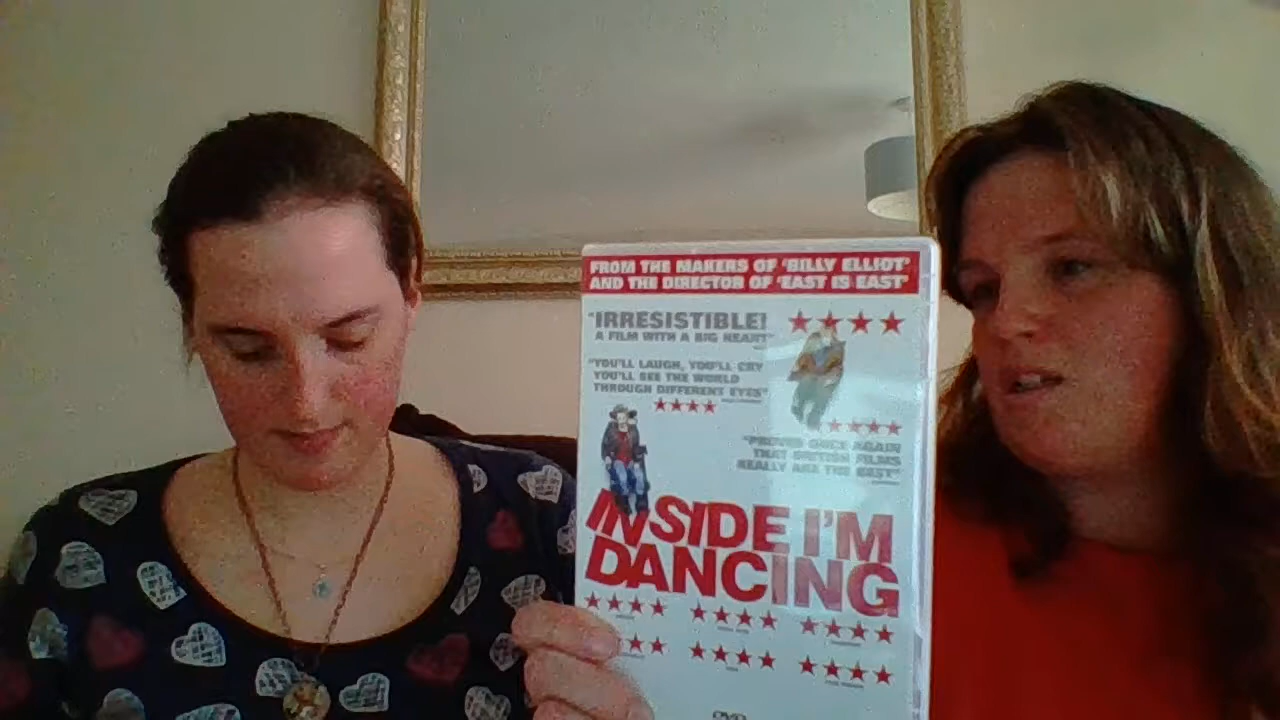 FROM THE MAKERS OF 'BILLY ELLIOT'
AND THE DIRECTOR OF 'EAST IS EAST'
"IRRESISTIBLE!
A FILM WITH A BIG HEART"
"YOU'LL LAUGH, YOU'LL CRY
YOU'LL SEE THE WORLD
THROUGH DIFFERENT EYES"
"PROVES ONCE AGAIN
THAT BRITISH FILMS
REALLY ARE THE BEST"
INSIDE I'M
DANCING
DVD